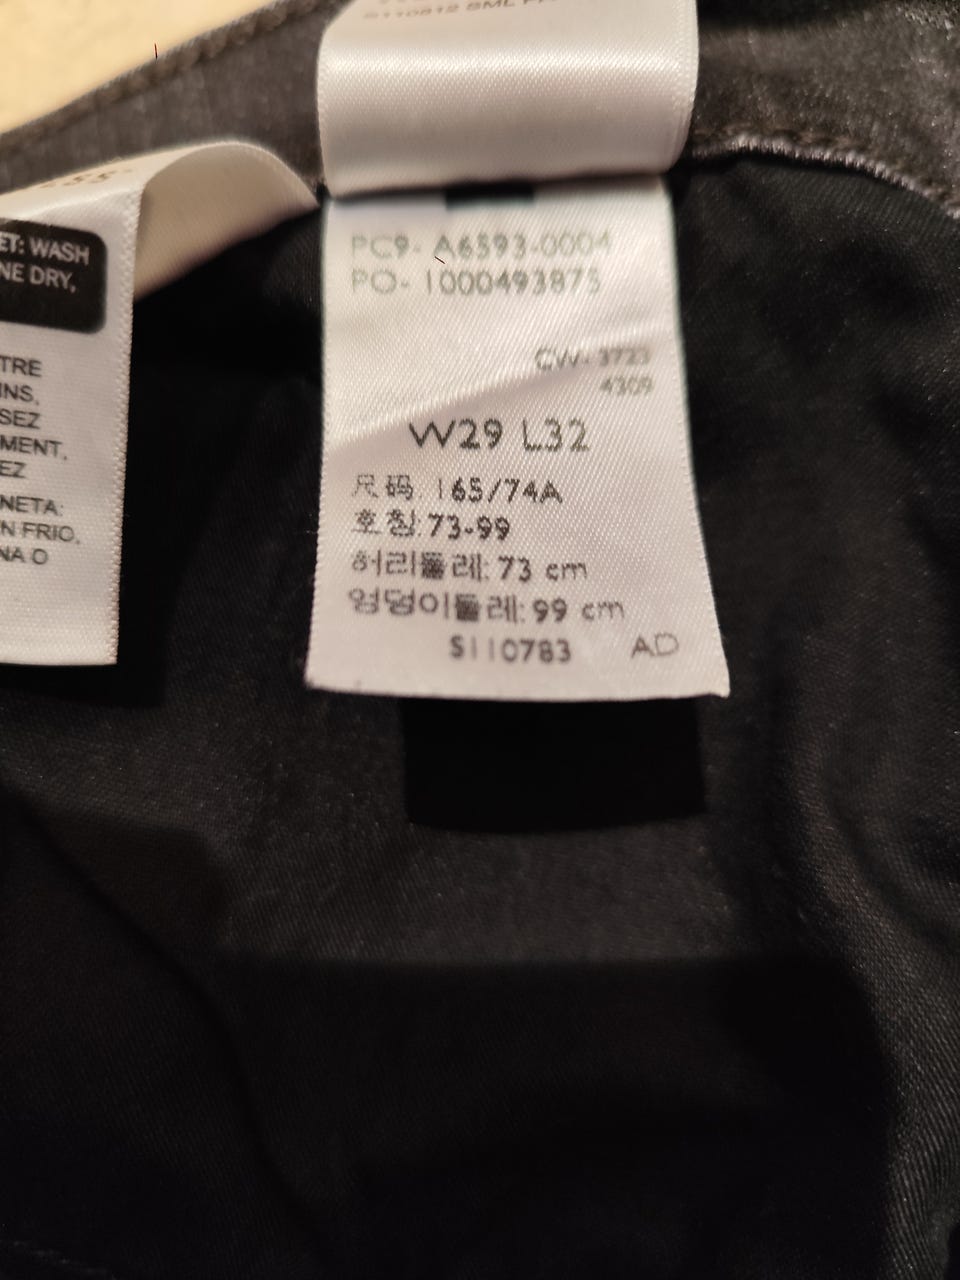 ET: WASH
NE DRY,
TRE
INS,
SEZ
MENT,
EZ
NETA:
N FRIO,
NA O
PC9- A6593-0004
PO- 1000493875
CW- 3723
4309
W29 L32
尺码: 165/74A
호칭: 73-99
허리둘레: 73 cm
엉덩이둘레: 99 cm
S110783 AD